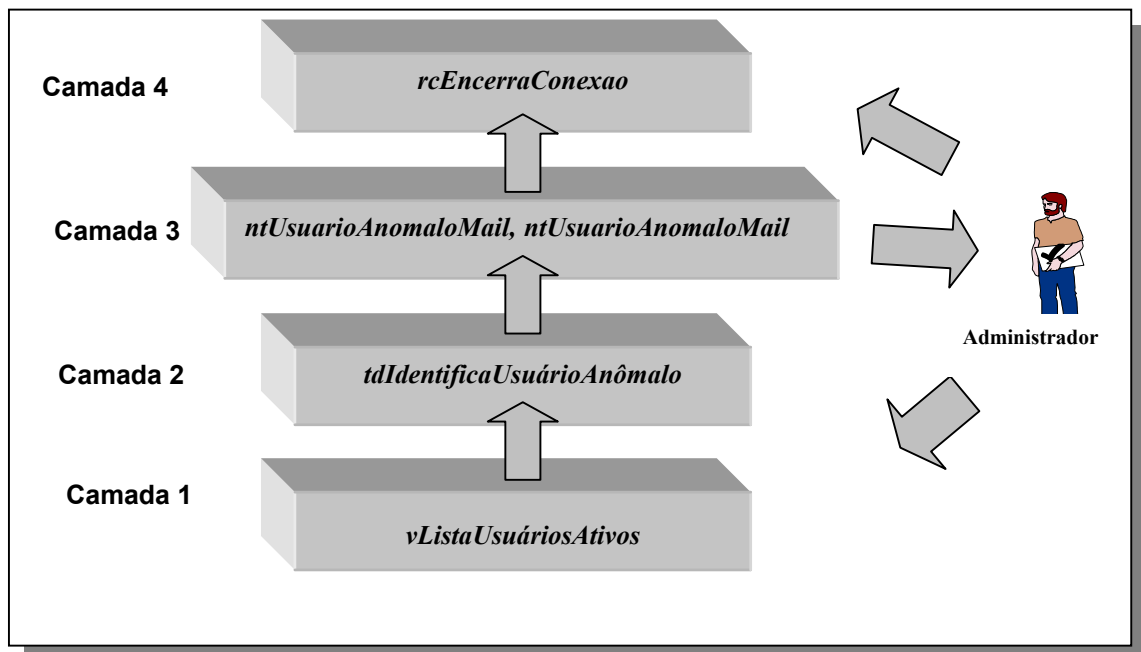 Camada 4
rcEncerraConexao
Camada 3
ntUsuarioAnomaloMail, ntUsuarioAnomaloMail
Administrador
Camada 2
tdIdentificaUsuárioAnômalo
Camada 1
vListaUsuáriosAtivos